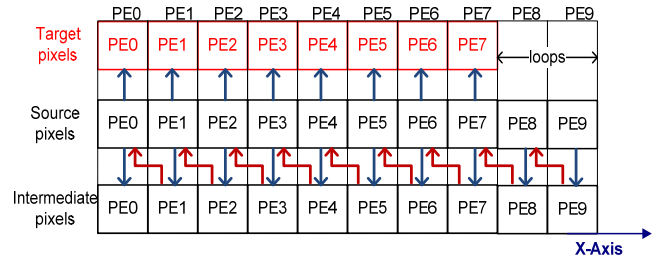 PE0 PE1 PE2 PE3 PE4 PE5 PE6 PE7 PE8 PE9
Target
pixels
PE0 PE1 PE2 PE3 PE4 PE5 PE6 PE7
loops
Source
pixels
PE0 PE1 PE2 PE3 PE4 PE5 PE6 PE7 PE8 PE9
Intermediate
pixels
PE0 PE1 PE2 PE3 PE4 PE5 PE6 PE7 PE8 PE9
X-Axis